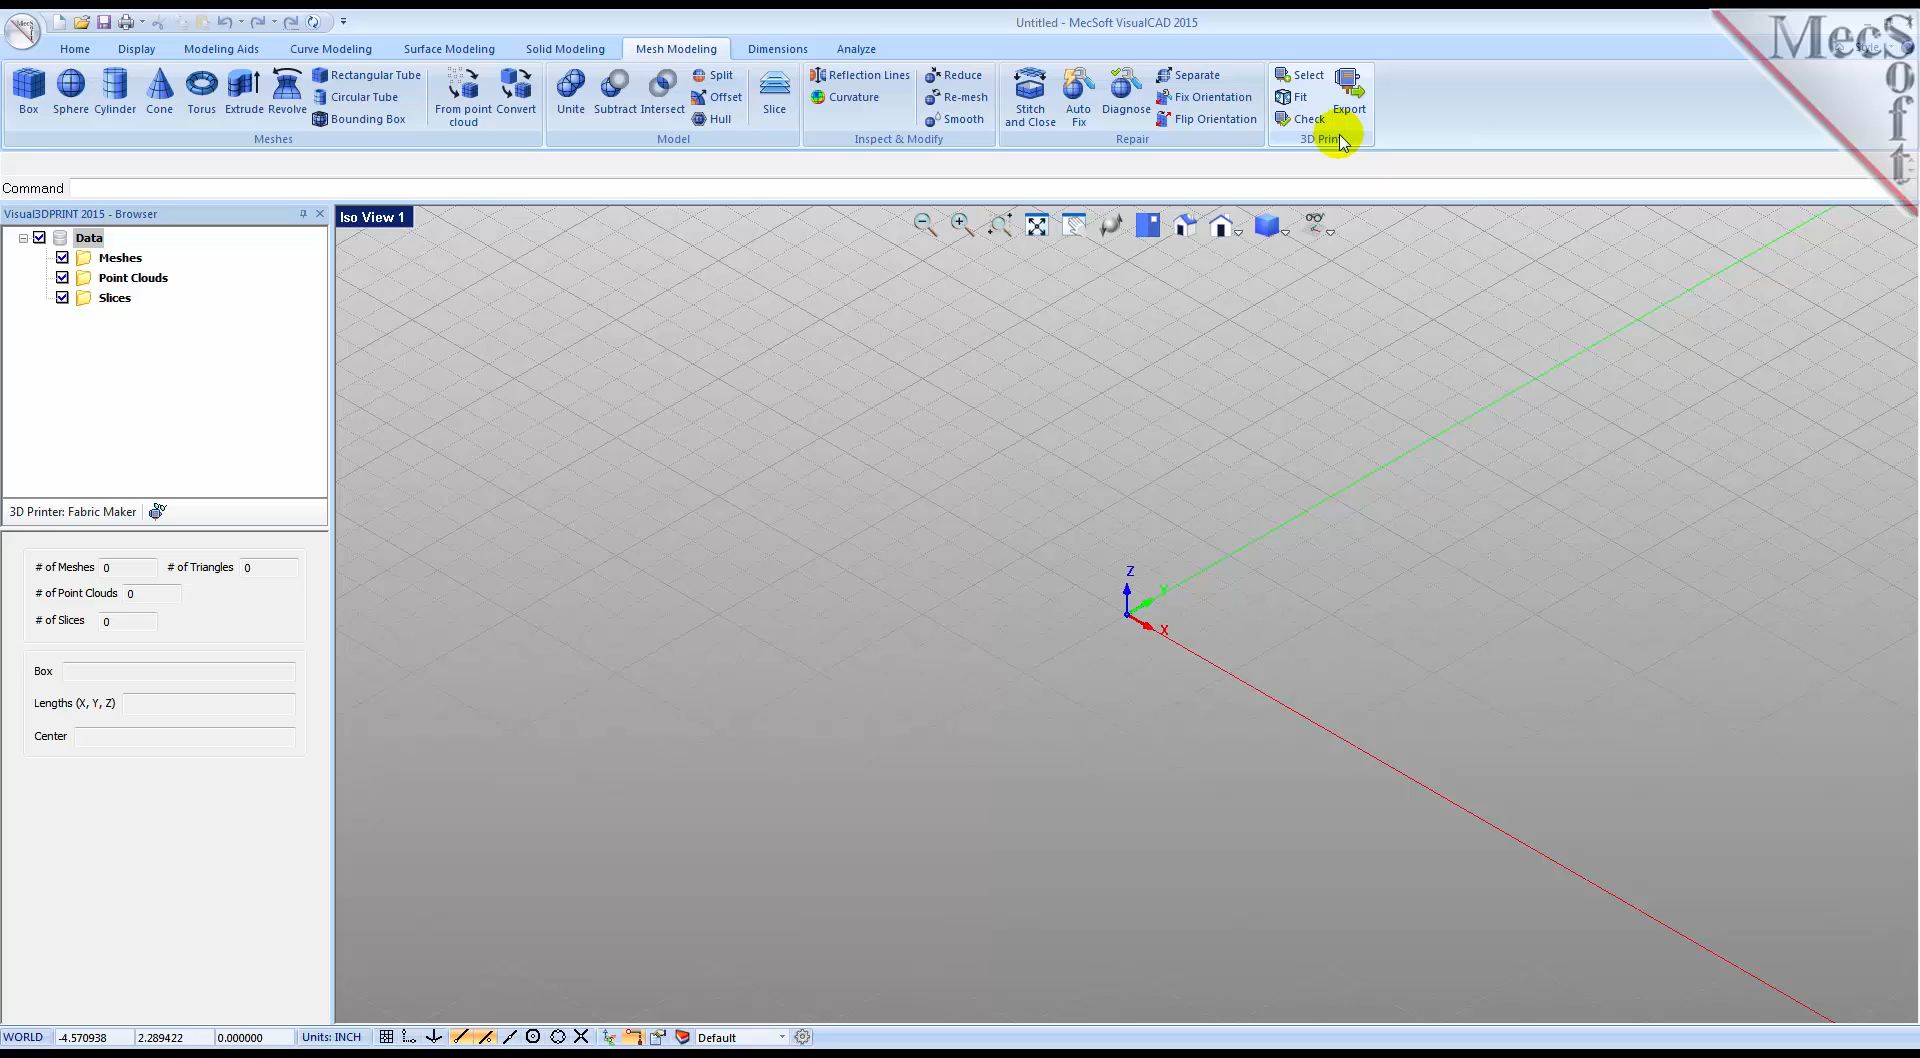 Untitled - MecSoft VisualCAD 2015
Home Display Modeling Aids Curve Modeling Surface Modeling Solid Modeling Mesh Modeling Dimensions Analyze
Box Sphere Cylinder Cone Torus Extrude Revolve
Rectangular Tube
Circular Tube
Bounding Box
From point cloud
Convert
Meshes
Unite Subtract Intersect
Split
Offset
Hull
Slice
Model
Reflection Lines
Curvature
Reduce
Re-mesh
Smooth
Inspect & Modify
Stitch and Close
Auto Fix
Diagnose
Separate
Fix Orientation
Flip Orientation
Repair
Select
Fit
Check
Export
3D Print
MecSoft
Style
Command
Visual3DPRINT 2015 - Browser
Data
Meshes
Point Clouds
Slices
3D Printer: Fabric Maker
# of Meshes 0 # of Triangles 0
# of Point Clouds 0
# of Slices 0
Box
Lengths (X, Y, Z)
Center
Iso View 1
Z
Y
X
WORLD -4.570938 2.289422 0.000000 Units: INCH Default